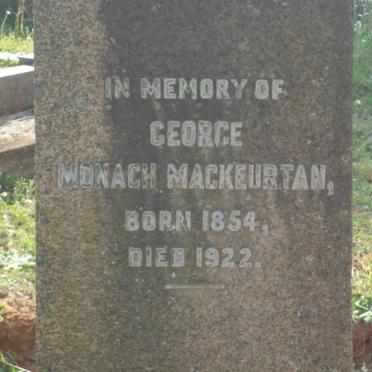 IN MEMORY OF
GEORGE
MONACH MACKEURTAN,
BORN 1854,
DIED 1922.